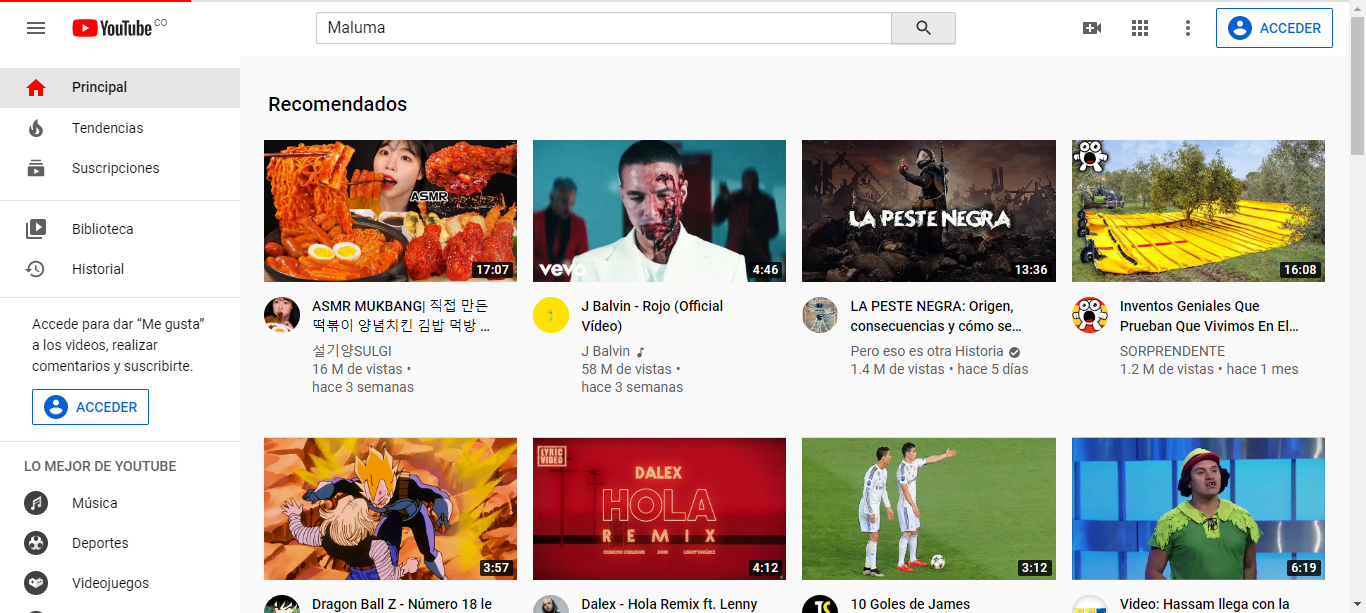 YouTube CO
Maluma
ACCEDER
Principal
Tendencias
Suscripciones
Biblioteca
Historial
Accede para dar “Me gusta”
a los videos, realizar
comentarios y suscribirte.
ACCEDER
LO MEJOR DE YOUTUBE
Música
Deportes
Videojuegos
Recomendados
ASMR
17:07
vevo
4:46
LA PESTE NEGRA
13:36
16:08
ASMR MUKBANG| 직접 만든
떡볶이 양념치킨 김밥 먹방 ...
설기양SULGI
16 M de vistas •
hace 3 semanas
J Balvin - Rojo (Official
Vídeo)
J Balvin
58 M de vistas •
hace 3 semanas
LA PESTE NEGRA: Origen,
consecuencias y cómo se...
Pero eso es otra Historia
1.4 M de vistas • hace 5 días
Inventos Geniales Que
Prueban Que Vivimos En El...
SORPRENDENTE
1.2 M de vistas • hace 1 mes
3:57
LYRIC
VIDEO
DALEX
HOLA
REMIX
4:12
3:12
6:19
Dragon Ball Z - Número 18 le
Dalex - Hola Remix ft. Lenny
10 Goles de James
Video: Hassam llega con la